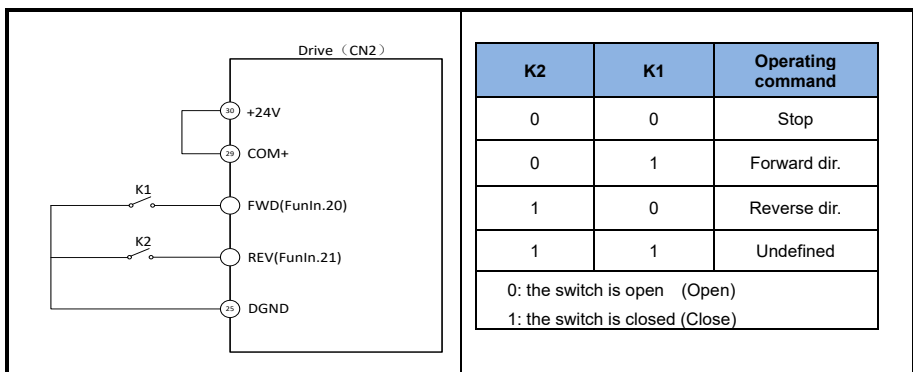 Drive（CN2）
30 +24V
29 COM+
K1
FWD(FunIn.20)
K2
REV(FunIn.21)
25 DGND
K2 K1 Operating command
0 0 Stop
0 1 Forward dir.
1 0 Reverse dir.
1 1 Undefined
0: the switch is open (Open)
1: the switch is closed (Close)